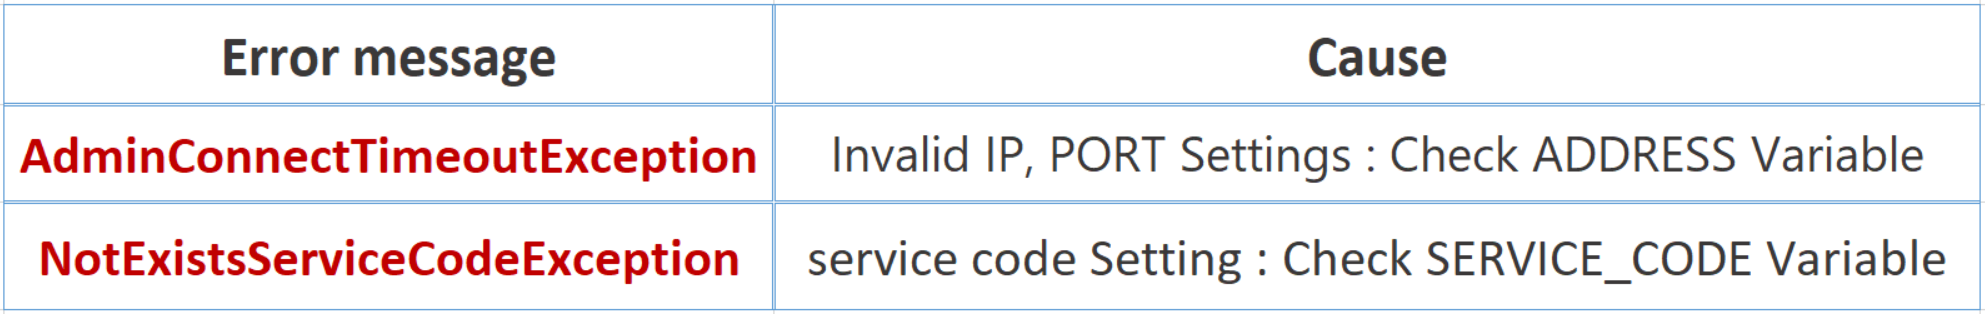 Error message
Cause
AdminConnectTimeoutException
Invalid IP, PORT Settings : Check ADDRESS Variable
NotExistsServiceCodeException
service code Setting : Check SERVICE_CODE Variable